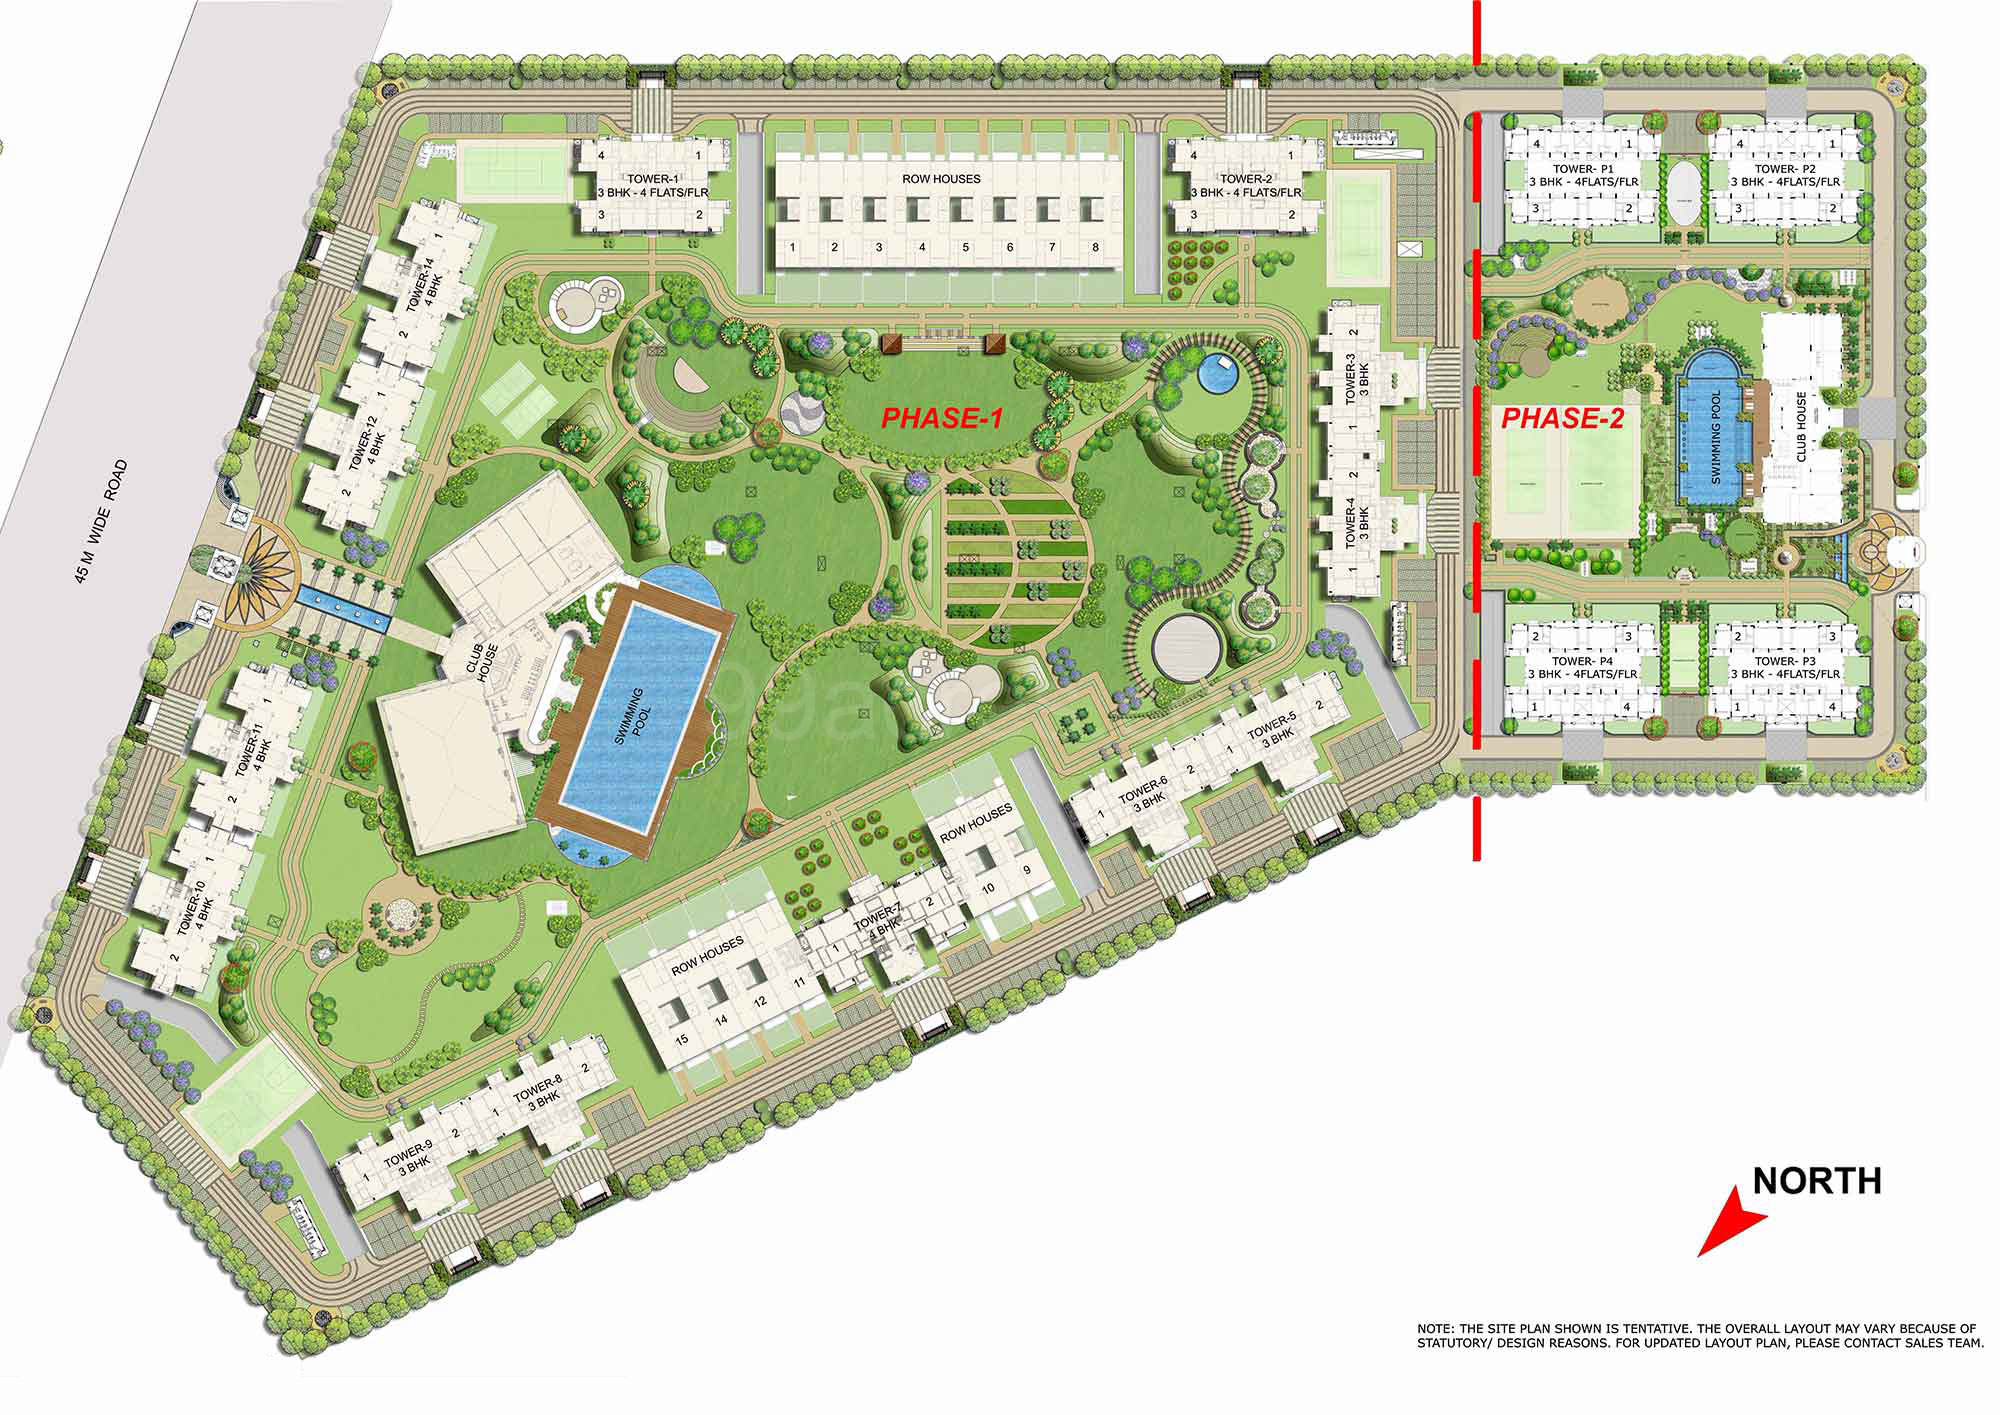 45 M WIDE ROAD
4 1
TOWER-1
3 BHK - 4 FLATS/FLR
3 2
ROW HOUSES
1 2 3 4 5 6 7 8
4 1
TOWER-2
3 BHK - 4 FLATS/FLR
3 2
4 1
TOWER- P1
3 BHK - 4FLATS/FLR
3 2
4 1
TOWER- P2
3 BHK - 4FLATS/FLR
3 2
1
TOWER-14
4 BHK
2
1
TOWER-12
4 BHK
2
2
TOWER-3
3 BHK
1
2
TOWER-4
3 BHK
1
PHASE-1
PHASE-2
SWIMMING POOL
CLUB HOUSE
CLUB
HOUSE
SWIMMING
POOL
2 3
TOWER- P4
3 BHK - 4FLATS/FLR
1 4
2 3
TOWER- P3
3 BHK - 4FLATS/FLR
1 4
1
TOWER-11
4 BHK
2
1
TOWER-10
4 BHK
2
2
TOWER-5
3 BHK
1
2
TOWER-6
3 BHK
1
ROW HOUSES
10 9
2
TOWER-7
4 BHK
1
ROW HOUSES
15 14 12 11
2
TOWER-8
3 BHK
1
2
TOWER-9
3 BHK
1
NORTH
NOTE: THE SITE PLAN SHOWN IS TENTATIVE. THE OVERALL LAYOUT MAY VARY BECAUSE OF
STATUTORY/ DESIGN REASONS. FOR UPDATED LAYOUT PLAN, PLEASE CONTACT SALES TEAM.